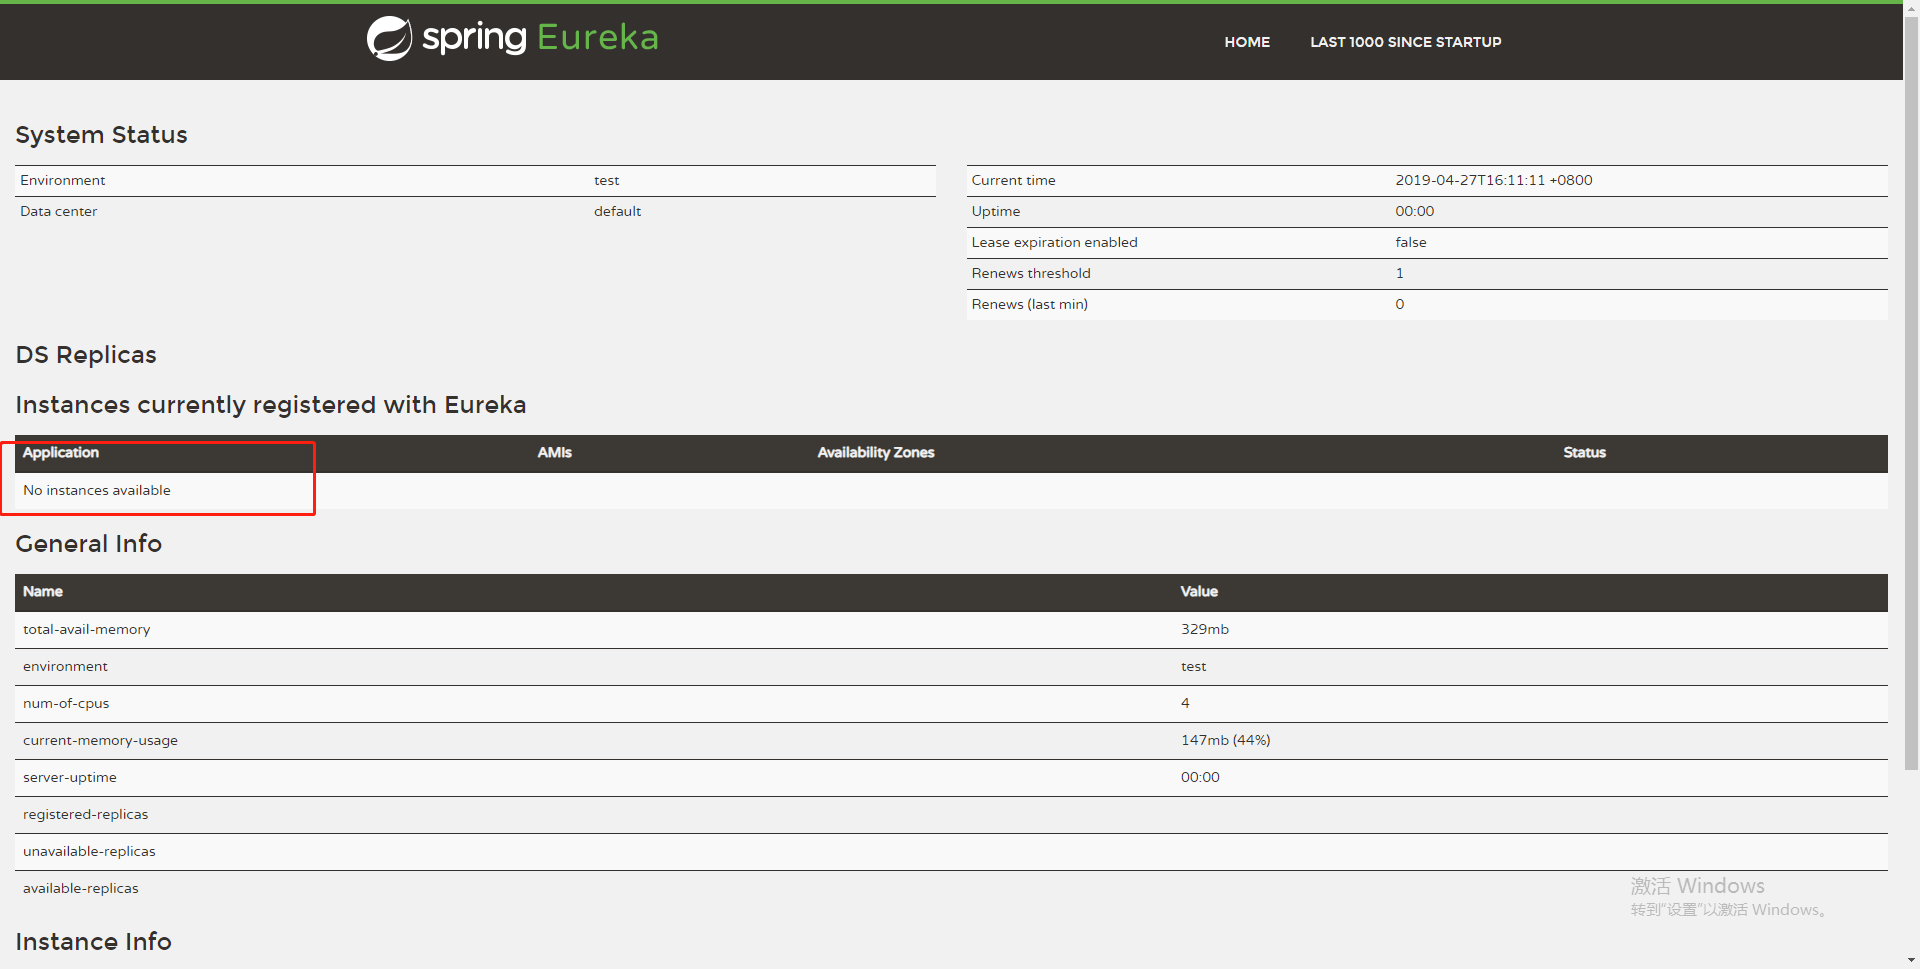 spring Eureka
HOME LAST 1000 SINCE STARTUP
System Status
Environment test
Data center default
Current time 2019-04-27T16:11:11 +0800
Uptime 00:00
Lease expiration enabled false
Renews threshold 1
Renews (last min) 0
DS Replicas
Instances currently registered with Eureka
Application AMIs Availability Zones Status
No instances available
General Info
Name Value
total-avail-memory 329mb
environment test
num-of-cpus 4
current-memory-usage 147mb (44%)
server-uptime 00:00
registered-replicas
unavailable-replicas
available-replicas
激活 Windows
转到"设置"以激活 Windows。
Instance Info